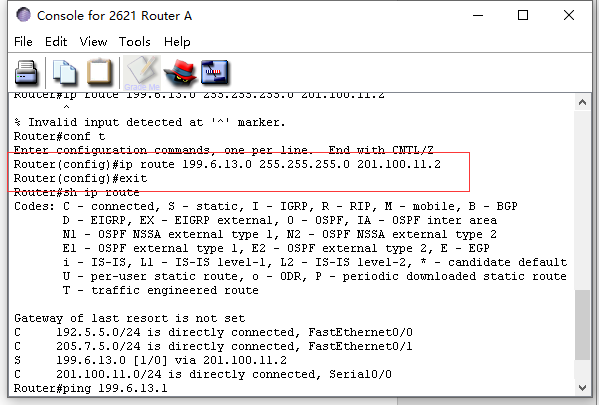 Console for 2621 Router A
File Edit View Tools Help
Grade Me
Router#ip route 199.6.13.0 255.255.255.0 201.100.11.2
^
% Invalid input detected at '^' marker.
Router#conf t
Enter configuration commands, one per line.  End with CNTL/Z
Router(config)#ip route 199.6.13.0 255.255.255.0 201.100.11.2
Router(config)#exit
Router#sh ip route
Codes: C - connected, S - static, I - IGRP, R - RIP, M - mobile, B - BGP
D - EIGRP, EX - EIGRP external, O - OSPF, IA - OSPF inter area
N1 - OSPF NSSA external type 1, N2 - OSPF NSSA external type 2
E1 - OSPF external type 1, E2 - OSPF external type 2, E - EGP
i - IS-IS, L1 - IS-IS level-1, L2 - IS-IS level-2, * - candidate default
U - per-user static route, o - ODR, P - periodic downloaded static route
T - traffic engineered route
Gateway of last resort is not set
C 192.5.5.0/24 is directly connected, FastEthernet0/0
C 205.7.5.0/24 is directly connected, FastEthernet0/1
S 199.6.13.0 [1/0] via 201.100.11.2
C 201.100.11.0/24 is directly connected, Serial0/0
Router#ping 199.6.13.1